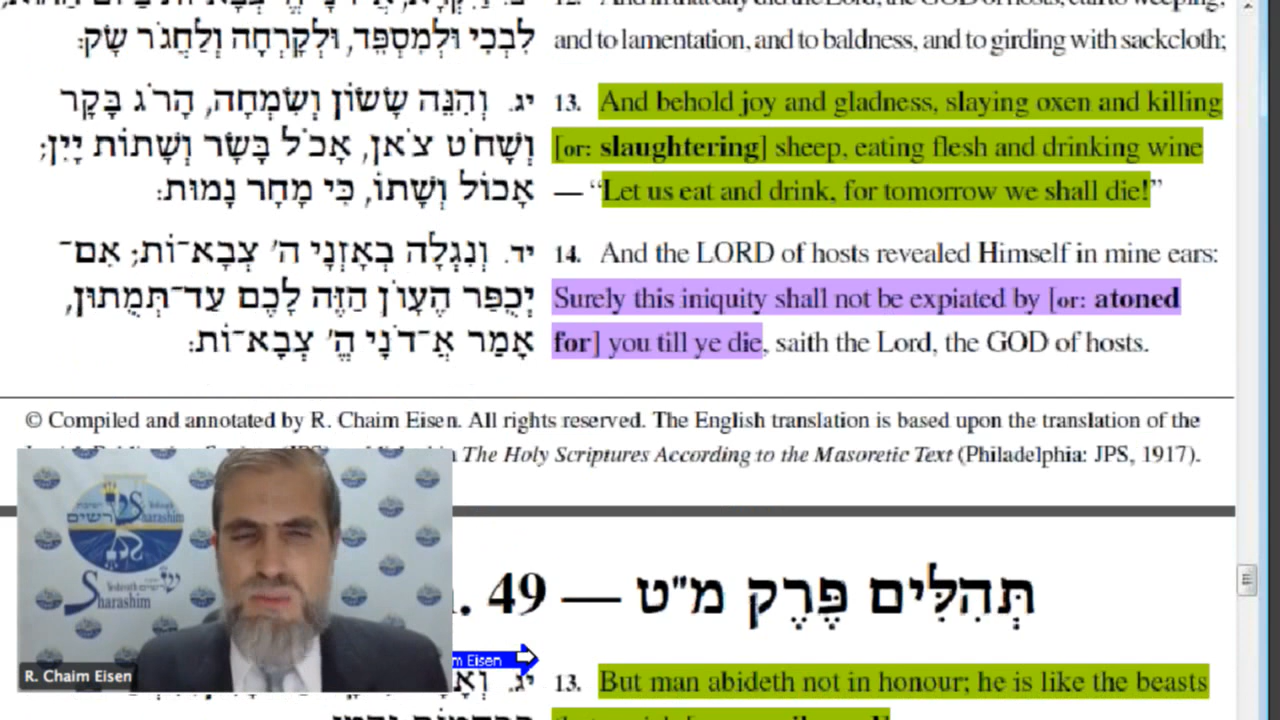 לִבְכִי וּלְמִסְפֵּד, וּלְקָרְחָה וְלַחֲגֹר שָׂק:
and to lamentation, and to baldness, and to girding with sackcloth;
יג. וְהִנֵּה שָׂשׂוֹן וְשִׂמְחָה, הָרֹג בָּקָר
וְשָׁחֹט צֹאן, אָכֹל בָּשָׂר וְשָׁתוֹת יָיִן;
אָכוֹל וְשָׁתוֹ, כִּי מָחָר נָמוּת:
13. And behold joy and gladness, slaying oxen and killing
[or: slaughtering] sheep, eating flesh and drinking wine
— “Let us eat and drink, for tomorrow we shall die!”
יד. וְנִגְלָה בְאָזְנָי ה' צְבָא־וֹת; אִם־
יְכֻפַּר הֶעָוֹן הַזֶּה לָכֶם עַד־תְּמֻתוּן,
אָמַר אֲ־דֹנָי הֱ' צְבָא־וֹת:
14. And the LORD of hosts revealed Himself in mine ears:
Surely this iniquity shall not be expiated by [or: atoned
for] you till ye die, saith the Lord, the GOD of hosts.
© Compiled and annotated by R. Chaim Eisen. All rights reserved. The English translation is based upon the translation of the
The Holy Scriptures According to the Masoretic Text (Philadelphia: JPS, 1917).
49 — תְּהִלִּים פֶּרֶק מ"ט
m Eisen
13. But man abideth not in honour; he is like the beasts
Yeshivath Sharashim
R. Chaim Eisen